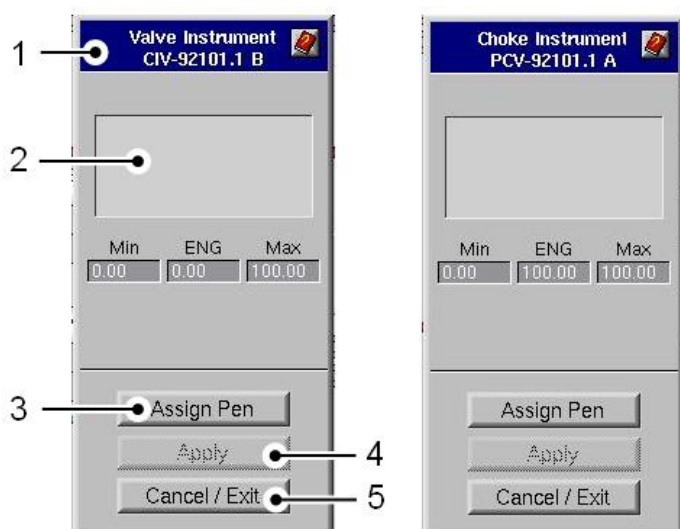 1
Valve Instrument
CIV-92101.1 B
2
Min ENG Max
0.00 0.00 100.00
3
Assign Pen
Apply
4
Cancel / Exit
5
Choke Instrument
PCV-92101.1 A
Min ENG Max
0.00 100.00 100.00
Assign Pen
Apply
Cancel / Exit